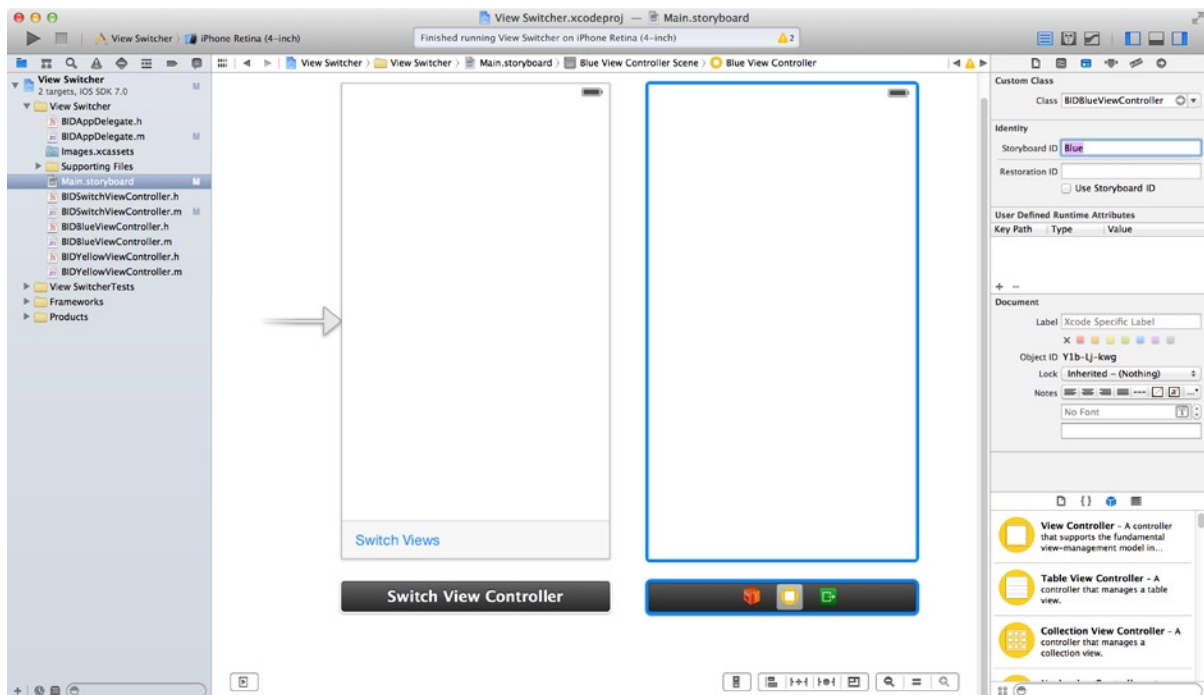 View Switcher.xcodeproj — Main.storyboard
View Switcher iPhone Retina (4-inch)
Finished running View Switcher on iPhone Retina (4-inch) 2
View Switcher View Switcher Main.storyboard Blue View Controller Scene Blue View Controller
View Switcher M
2 targets, iOS SDK 7.0
View Switcher
BIDAppDelegate.h
BIDAppDelegate.m M
Images.xcassets
Supporting Files
Main.storyboard M
BIDSwitchViewController.h
BIDSwitchViewController.m M
BIDBlueViewController.h
BIDBlueViewController.m
BIDYellowViewController.h
BIDYellowViewController.m
View SwitcherTests
Frameworks
Products
Switch Views
Switch View Controller
Custom Class
Class BIDBlueViewController
Identity
Storyboard ID Blue
Restoration ID
Use Storyboard ID
User Defined Runtime Attributes
Key Path Type Value
Document
Label Xcode Specific Label
Object ID Y1b-Lj-kwg
Lock Inherited – (Nothing)
Notes
No Font
View Controller – A controller
that supports the fundamental
view-management model in...
Table View Controller – A
controller that manages a table
view.
Collection View Controller – A
controller that manages a
collection view.